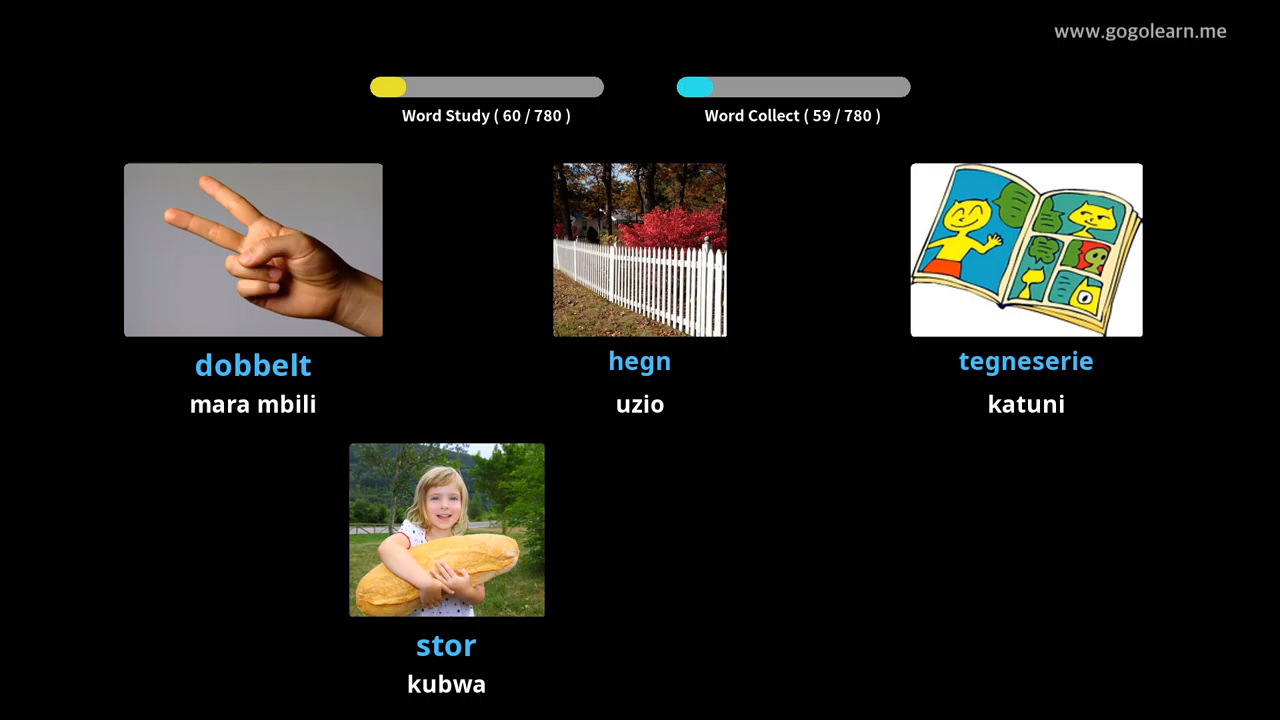 www.gogolearn.me
Word Study ( 60 / 780 )
Word Collect ( 59 / 780 )
dobbelt
mara mbili
hegn
uzio
tegneserie
katuni
stor
kubwa